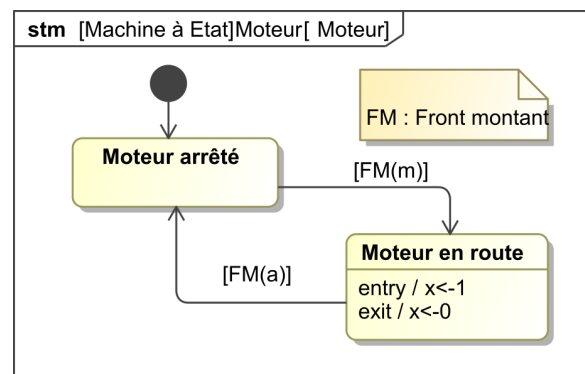 stm [Machine à Etat]Moteur[ Moteur]
FM : Front montant
Moteur arrêté
[FM(m)]
Moteur en route
entry / x<-1
exit / x<-0
[FM(a)]